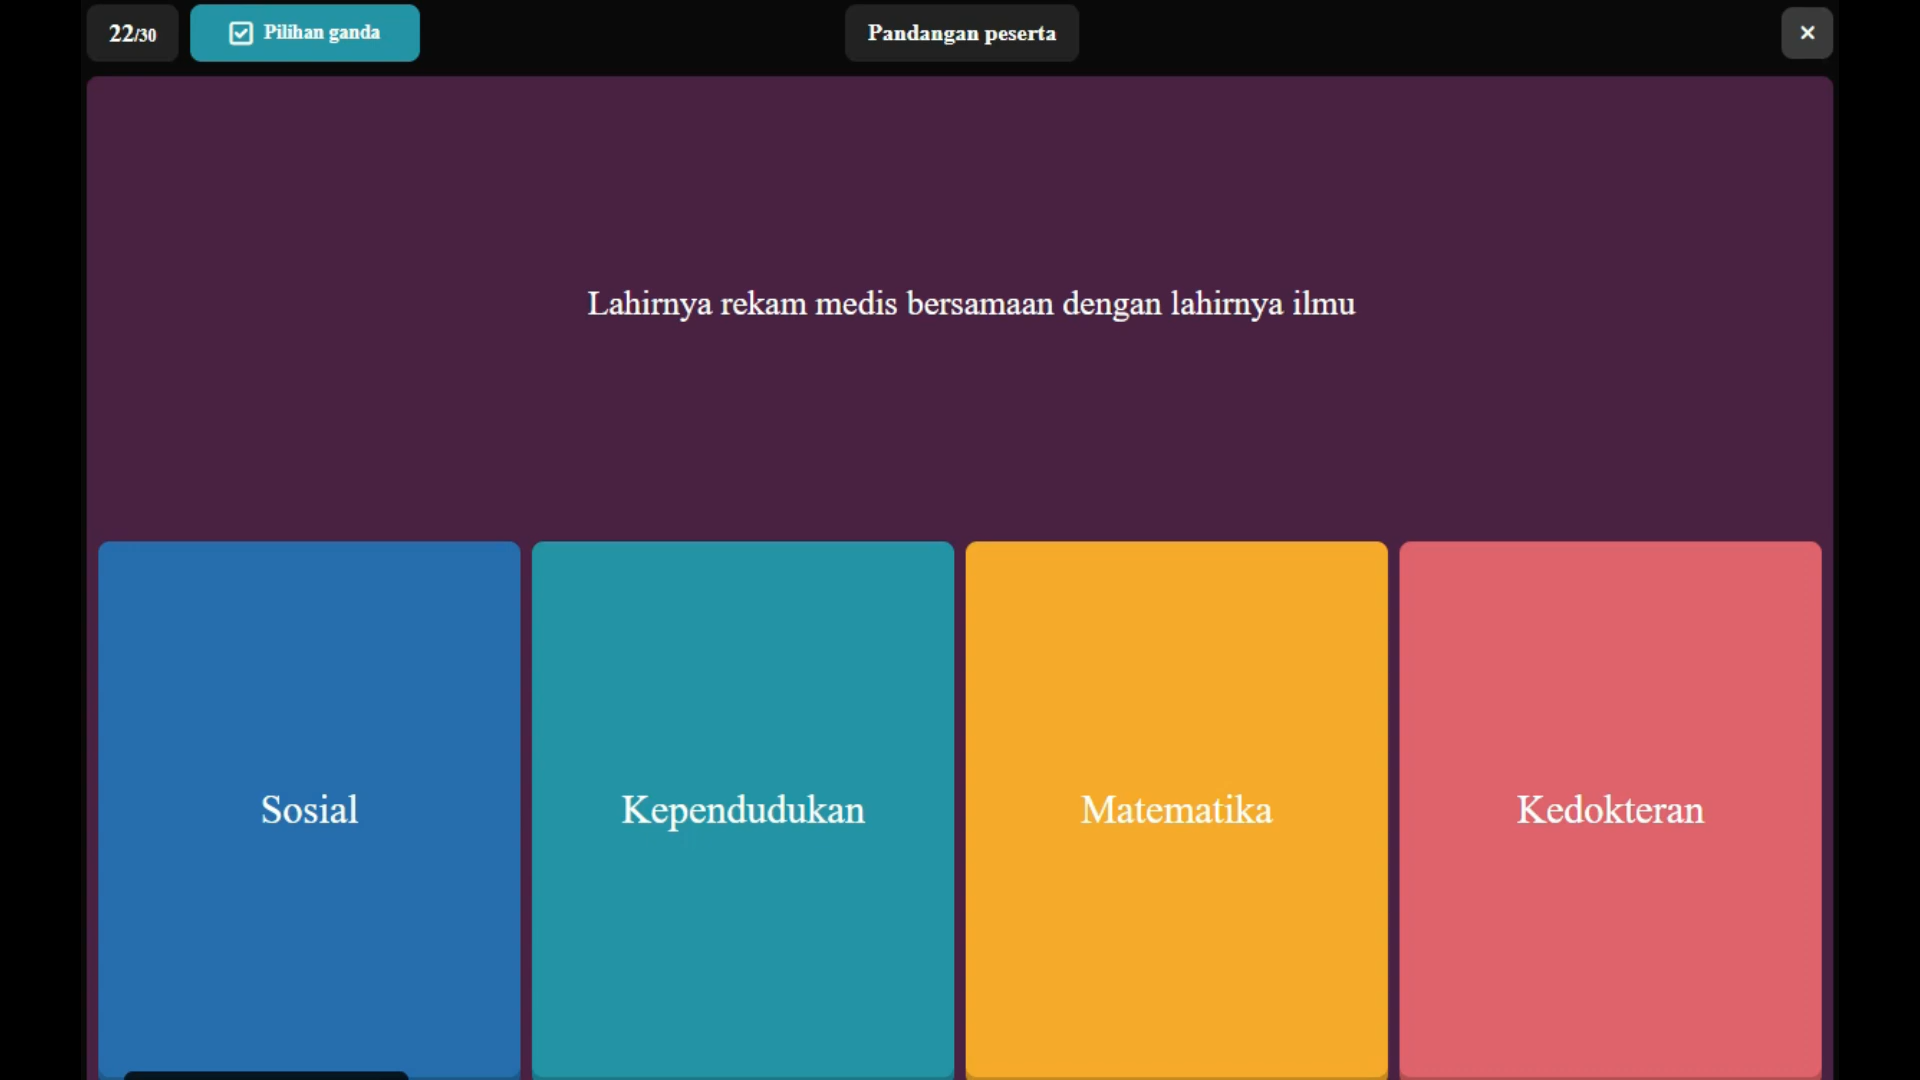 22/30
Pilihan ganda
Pandangan peserta
Lahirnya rekam medis bersamaan dengan lahirnya ilmu
Sosial
Kependudukan
Matematika
Kedokteran